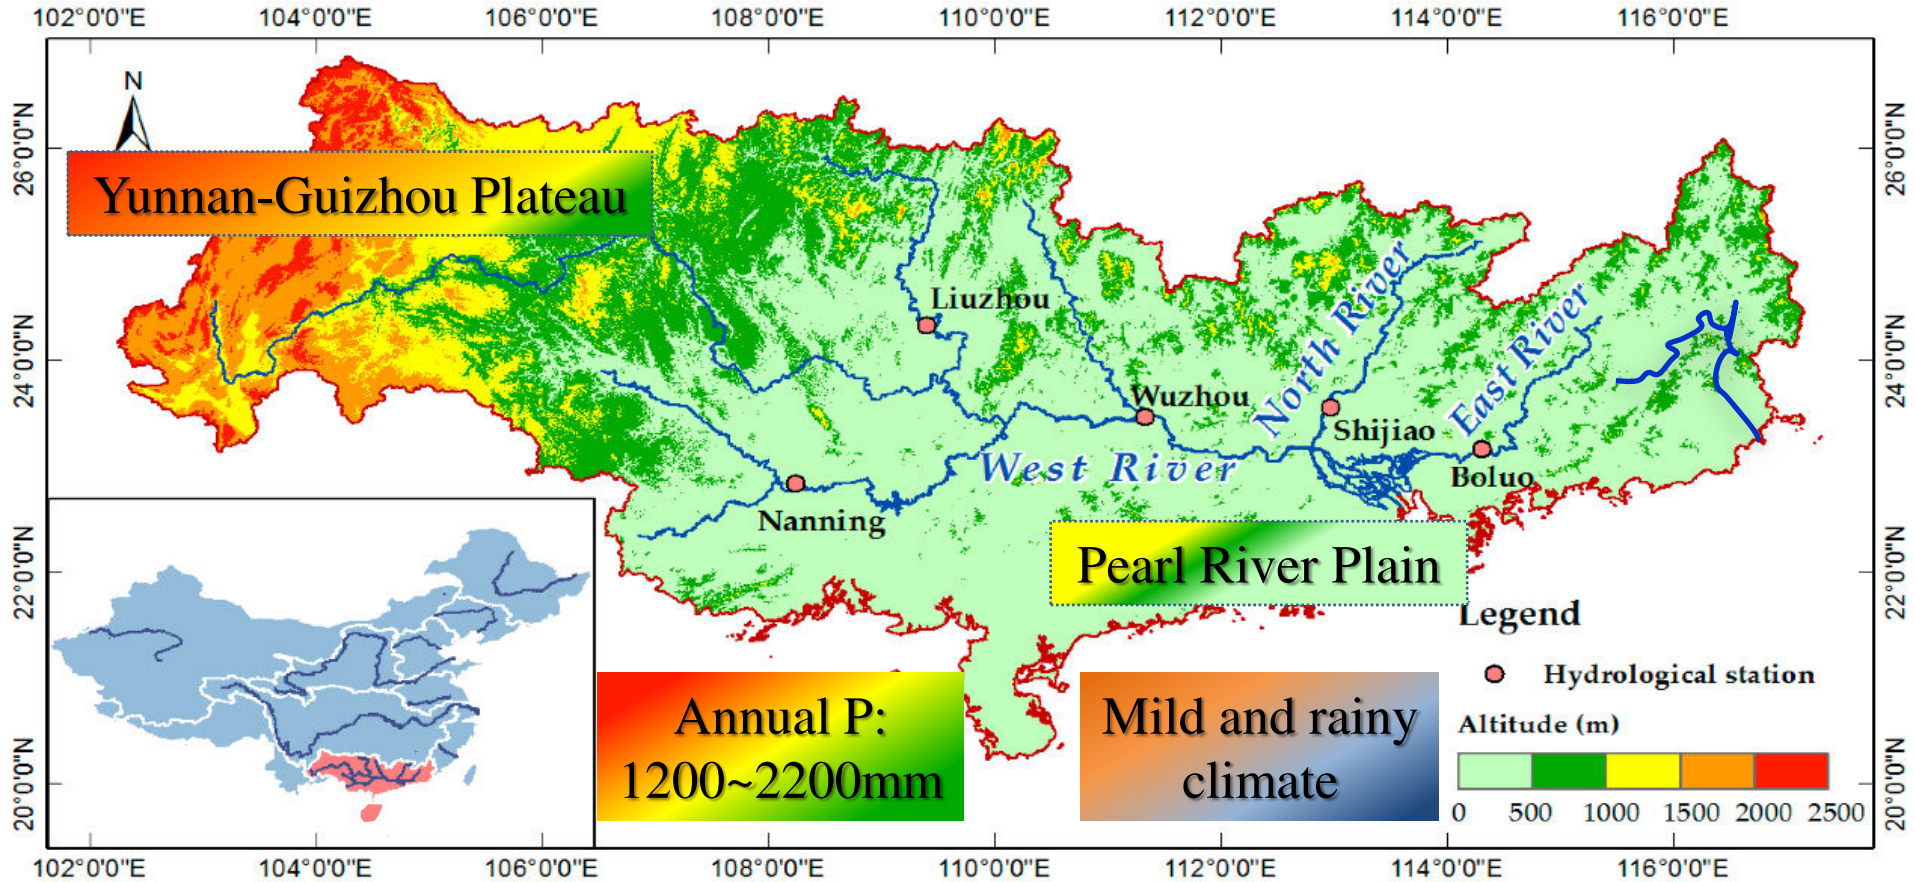 102°0'0"E 104°0'0"E 106°0'0"E 108°0'0"E 110°0'0"E 112°0'0"E 114°0'0"E 116°0'0"E
N
26°0'0"N
26°0'0"N
Yunnan-Guizhou Plateau
Liuzhou
North River
East River
24°0'0"N
24°0'0"N
Wuzhou
Shijiao
West River
Boluo
Nanning
Pearl River Plain
22°0'0"N
22°0'0"N
Legend
Hydrological station
Annual P:
1200~2200mm
Mild and rainy
climate
Altitude (m)
0 500 1000 1500 2000 2500
20°0'0"N
20°0'0"N
102°0'0"E 104°0'0"E 106°0'0"E 108°0'0"E 110°0'0"E 112°0'0"E 114°0'0"E 116°0'0"E